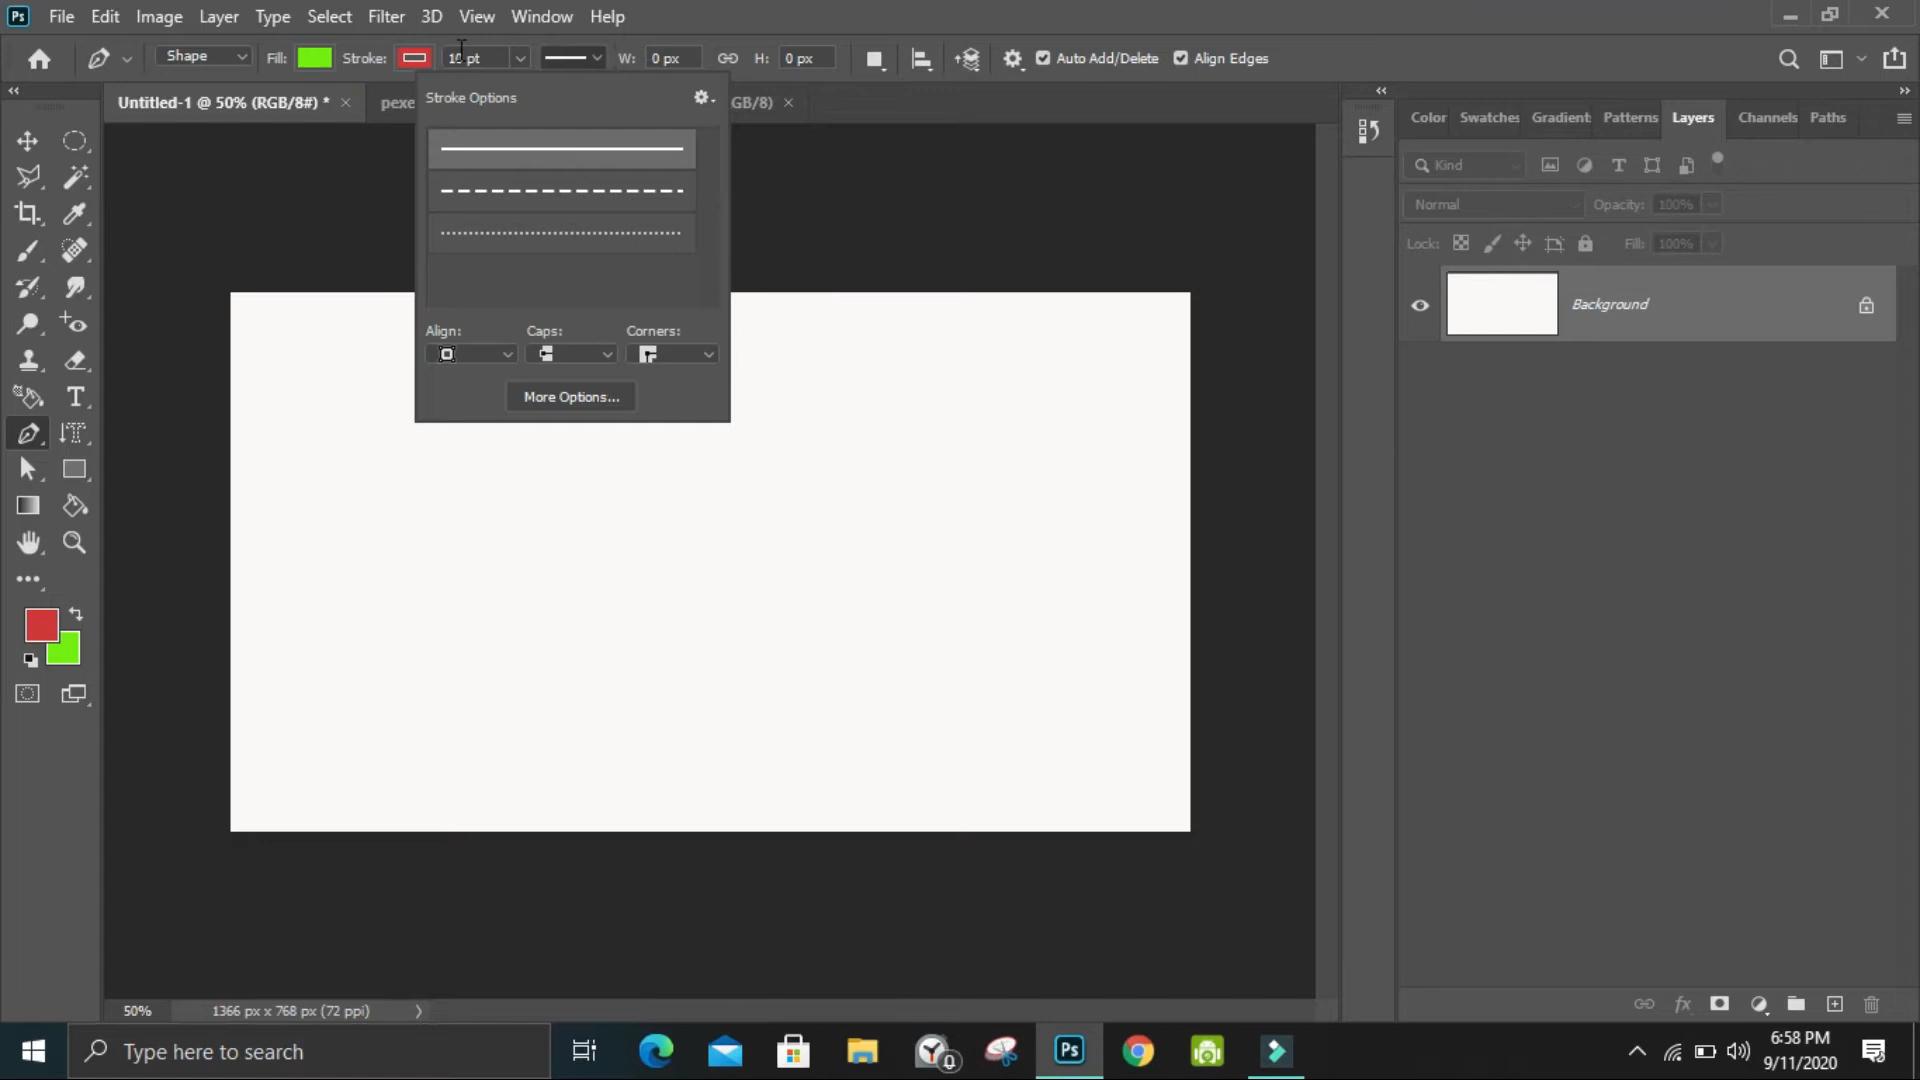 Ps File Edit Image Layer Type Select Filter 3D View Window Help
Shape Fill: Stroke: pt W: 0 px H: 0 px Auto Add/Delete Align Edges
Untitled-1 @ 50% (RGB/8#) * pexe GB/8)
Stroke Options
Align: Caps: Corners:
More Options...
Color Swatches Gradient Patterns Layers Channels Paths
Kind
Normal Opacity: 100%
Lock: Fill: 100%
Background
50% 1366 px x 768 px (72 ppi)
Type here to search
Ps
6:58 PM
9/11/2020